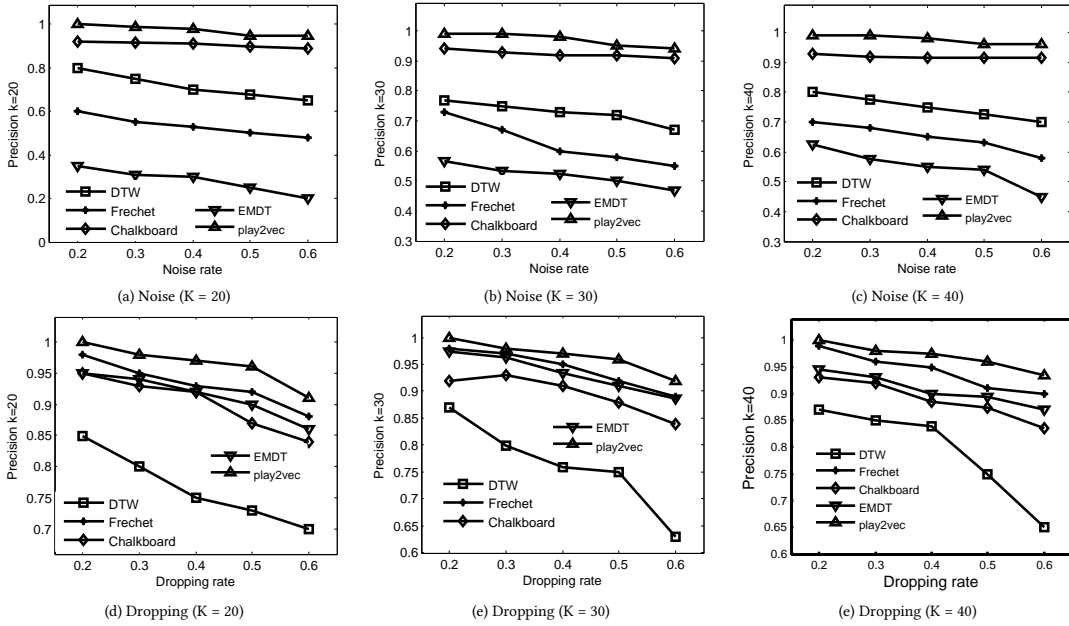 Precision k=20
1
0.8
0.6
0.4
0.2
0
DTW
Frechet
Chalkboard
EMDT
play2vec
0.2 0.3 0.4 0.5 0.6
Noise rate
(a) Noise (K = 20)
Precision k=30
1
0.9
0.8
0.7
0.6
0.5
0.4
0.3
DTW
Frechet
Chalkboard
EMDT
play2vec
0.2 0.3 0.4 0.5 0.6
Noise rate
(b) Noise (K = 30)
Precision k=40
1
0.9
0.8
0.7
0.6
0.5
0.4
0.3
DTW
Frechet
Chalkboard
EMDT
play2vec
0.2 0.3 0.4 0.5 0.6
Noise rate
(c) Noise (K = 40)
Precision k=20
1
0.95
0.9
0.85
0.8
0.75
0.7
EMDT
play2vec
DTW
Frechet
Chalkboard
0.2 0.3 0.4 0.5 0.6
Dropping rate
(d) Dropping (K = 20)
Precision k=30
1
0.95
0.9
0.85
0.8
0.75
0.7
0.65
0.6
EMDT
play2vec
DTW
Frechet
Chalkboard
0.2 0.3 0.4 0.5 0.6
Dropping rate
(e) Dropping (K = 30)
Precision k=40
1
0.95
0.9
0.85
0.8
0.75
0.7
0.65
0.6
DTW
Frechet
Chalkboard
EMDT
play2vec
0.2 0.3 0.4 0.5 0.6
Dropping rate
(e) Dropping (K = 40)